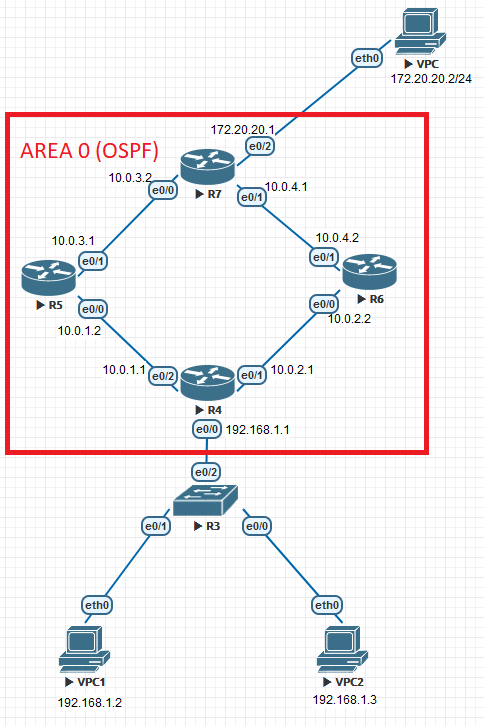 eth0
▶ VPC
172.20.20.2/24
AREA 0 (OSPF)
172.20.20.1
e0/2
10.0.3.2
e0/0
▶ R7
e0/1
10.0.4.1
10.0.3.1
e0/1
10.0.4.2
e0/1
▶ R5
▶ R6
e0/0
10.0.1.2
e0/0
10.0.2.2
10.0.1.1
e0/2
e0/1
10.0.2.1
▶ R4
e0/0
192.168.1.1
e0/2
▶ R3
e0/1
e0/0
eth0
eth0
▶ VPC1
192.168.1.2
▶ VPC2
192.168.1.3